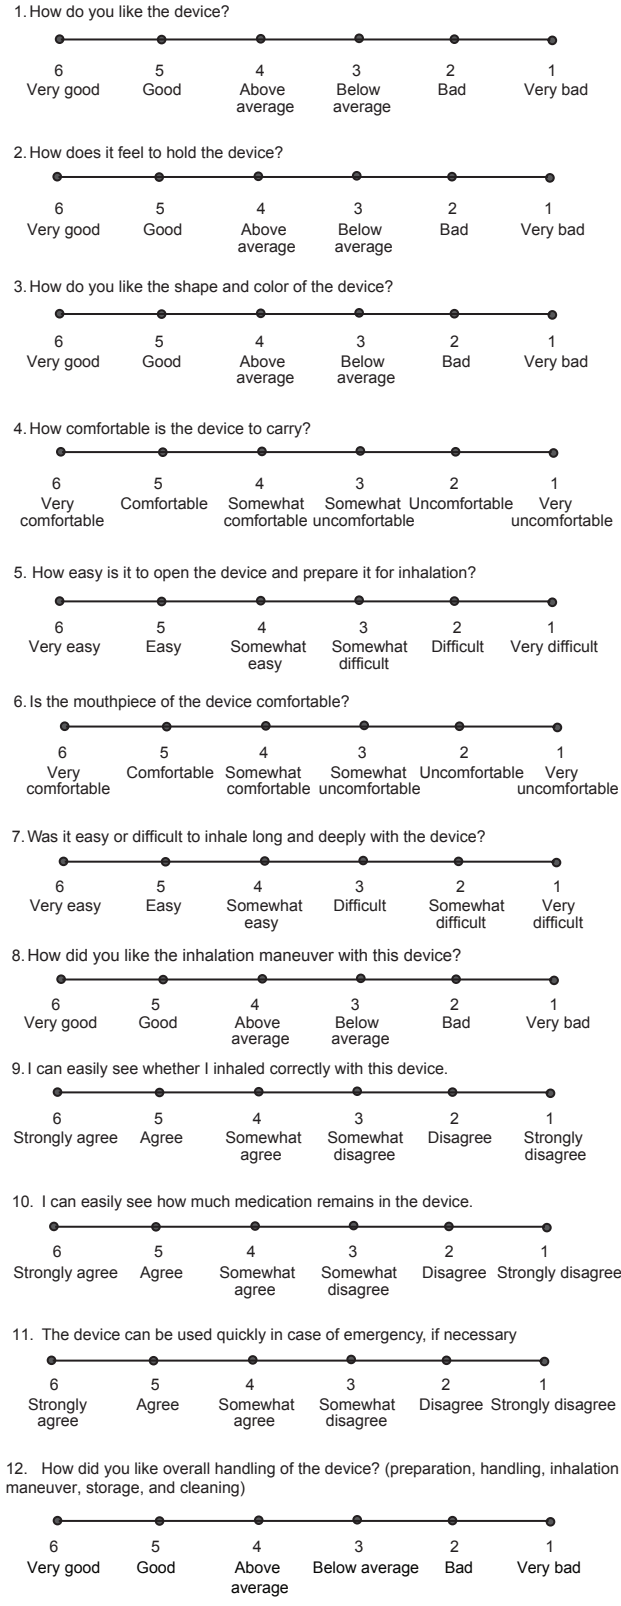 1. How do you like the device?
6 5 4 3 2 1
Very good Good Above Below Bad Very bad
average average
2. How does it feel to hold the device?
6 5 4 3 2 1
Very good Good Above Below Bad Very bad
average average
3. How do you like the shape and color of the device?
6 5 4 3 2 1
Very good Good Above Below Bad Very bad
average average
4. How comfortable is the device to carry?
6 5 4 3 2 1
Very Comfortable Somewhat Somewhat Uncomfortable Very
comfortable comfortable uncomfortable uncomfortable
5. How easy is it to open the device and prepare it for inhalation?
6 5 4 3 2 1
Very easy Easy Somewhat Somewhat Difficult Very difficult
easy difficult
6. Is the mouthpiece of the device comfortable?
6 5 4 3 2 1
Very Comfortable Somewhat Somewhat Uncomfortable Very
comfortable comfortable uncomfortable uncomfortable
7. Was it easy or difficult to inhale long and deeply with the device?
6 5 4 3 2 1
Very easy Easy Somewhat Difficult Somewhat Very
easy difficult difficult
8. How did you like the inhalation maneuver with this device?
6 5 4 3 2 1
Very good Good Above Below Bad Very bad
average average
9. I can easily see whether I inhaled correctly with this device.
6 5 4 3 2 1
Strongly agree Agree Somewhat Somewhat Disagree Strongly
agree disagree disagree
10. I can easily see how much medication remains in the device.
6 5 4 3 2 1
Strongly agree Agree Somewhat Somewhat Disagree Strongly disagree
agree disagree
11. The device can be used quickly in case of emergency, if necessary
6 5 4 3 2 1
Strongly Agree Somewhat Somewhat Disagree Strongly disagree
agree agree disagree
12. How did you like overall handling of the device? (preparation, handling, inhalation
maneuver, storage, and cleaning)
6 5 4 3 2 1
Very good Good Above Below average Bad Very bad
average